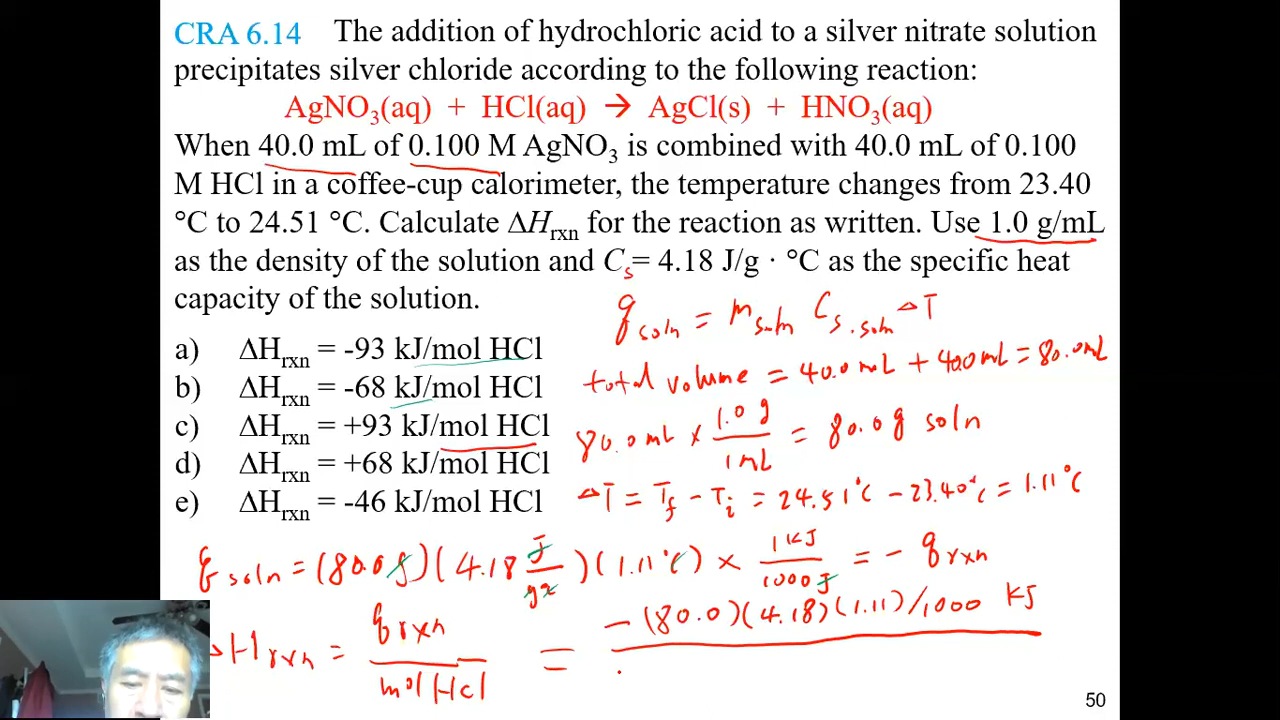 CRA 6.14 The addition of hydrochloric acid to a silver nitrate solution
precipitates silver chloride according to the following reaction:
AgNO₃(aq) + HCl(aq) → AgCl(s) + HNO₃(aq)
When 40.0 mL of 0.100 M AgNO₃ is combined with 40.0 mL of 0.100
M HCl in a coffee-cup calorimeter, the temperature changes from 23.40
°C to 24.51 °C. Calculate ΔHrxn for the reaction as written. Use 1.0 g/mL
as the density of the solution and Cs= 4.18 J/g · °C as the specific heat
capacity of the solution.
q soln = m soln C s, soln ΔT
a) ΔHrxn = -93 kJ/mol HCl
total volume = 40.0 mL + 40.0 mL = 80.0 mL
b) ΔHrxn = -68 kJ/mol HCl
c) ΔHrxn = +93 kJ/mol HCl
80.0 mL × 1.0 g / 1 mL = 80.0 g soln
d) ΔHrxn = +68 kJ/mol HCl
e) ΔHrxn = -46 kJ/mol HCl
ΔT = Tf - Ti = 24.51 °C - 23.40 °C = 1.11 °C
q soln = (80.0 g)(4.18 J/g°C)(1.11 °C) × 1 KJ / 1000 J = - q rxn
ΔH rxn = q rxn / mol HCl = -(80.0)(4.18)(1.11)/1000 KJ
50